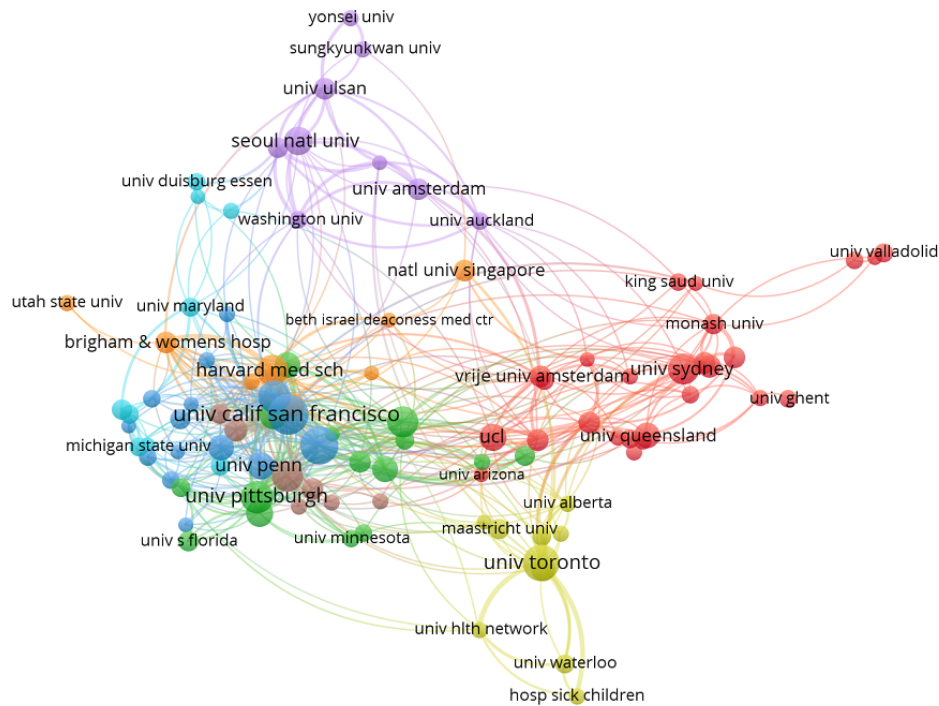 yonsei univ
sungkyunkwan univ
univ ulsan
seoul natl univ
univ duisburg essen
univ amsterdam
washington univ
univ auckland
univ valladolid
natl univ singapore
king saud univ
utah state univ
univ maryland
beth israel deaconess med ctr
monash univ
brigham & womens hosp
harvard med sch
vrije univ amsterdam
univ sydney
univ ghent
univ calif san francisco
michigan state univ
ucl
univ queensland
univ penn
univ arizona
univ pittsburgh
univ alberta
univ s florida
univ minnesota
maastricht univ
univ toronto
univ hlth network
univ waterloo
hosp sick children